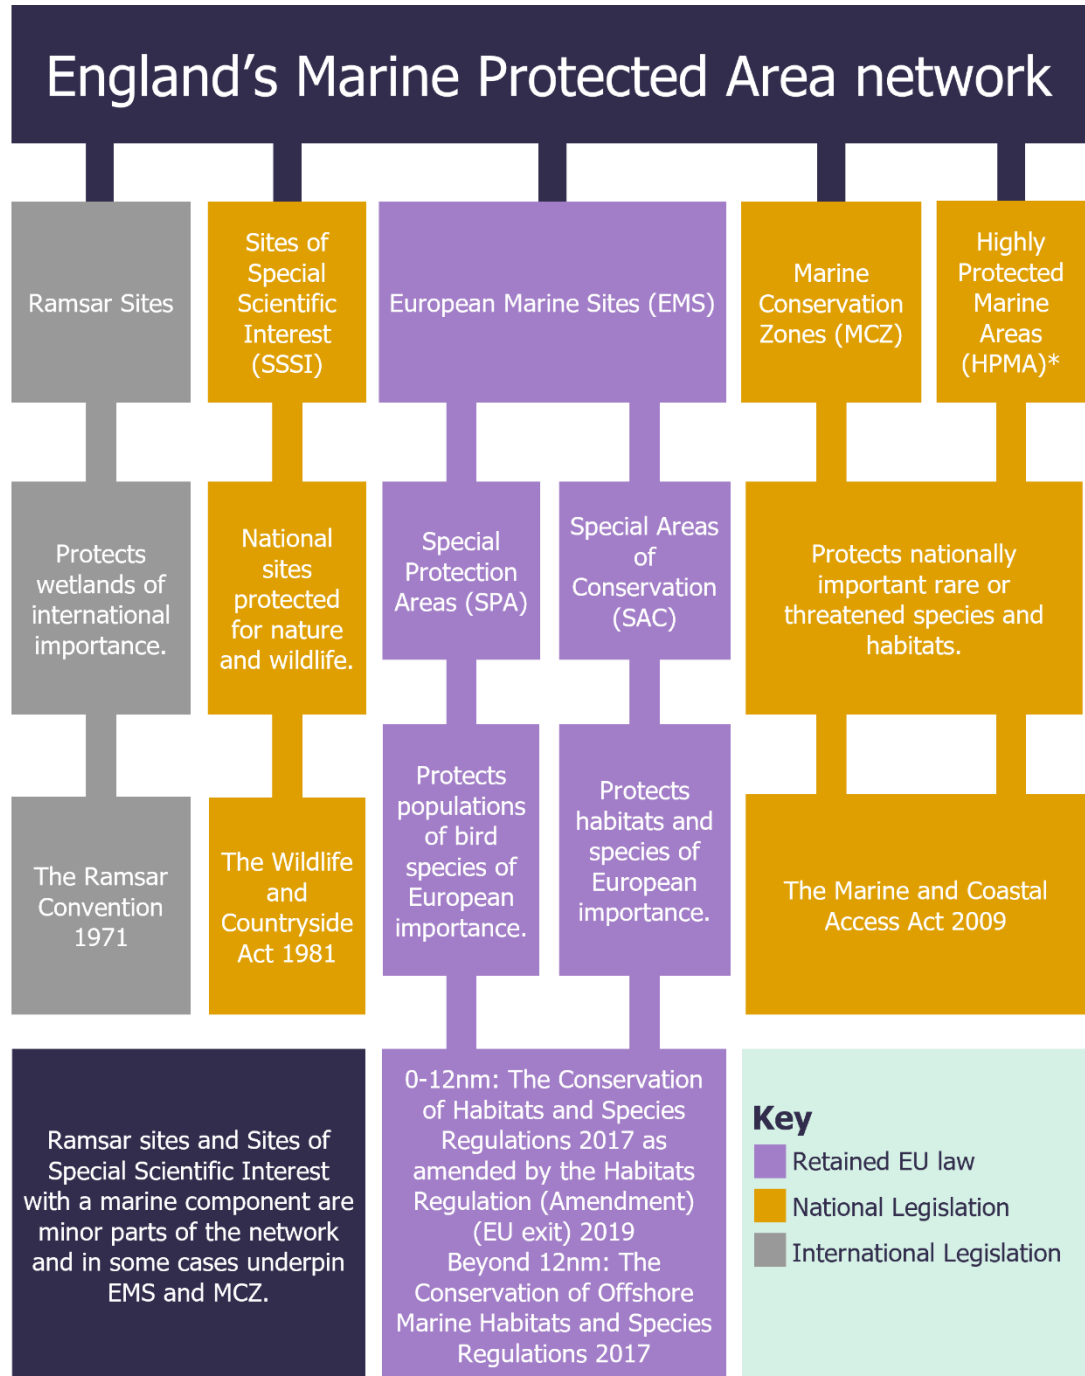 England's Marine Protected Area network
Ramsar Sites
Sites of
Special
Scientific
Interest
(SSSI)
European Marine Sites (EMS)
Marine
Conservation
Zones (MCZ)
Highly
Protected
Marine
Areas
(HPMA)*
Protects
wetlands of
international
importance.
National
sites
protected
for nature
and wildlife.
Special
Protection
Areas (SPA)
Special Areas
of
Conservation
(SAC)
Protects nationally
important rare or
threatened species and
habitats.
Protects
populations
of bird
species of
European
importance.
Protects
habitats and
species of
European
importance.
The Ramsar
Convention
1971
The Wildlife
and
Countryside
Act 1981
The Marine and Coastal
Access Act 2009
Ramsar sites and Sites of
Special Scientific Interest
with a marine component are
minor parts of the network
and in some cases underpin
EMS and MCZ.
0-12nm: The Conservation
of Habitats and Species
Regulations 2017 as
amended by the Habitats
Regulation (Amendment)
(EU exit) 2019
Beyond 12nm: The
Conservation of Offshore
Marine Habitats and Species
Regulations 2017
Key
Retained EU law
National Legislation
International Legislation